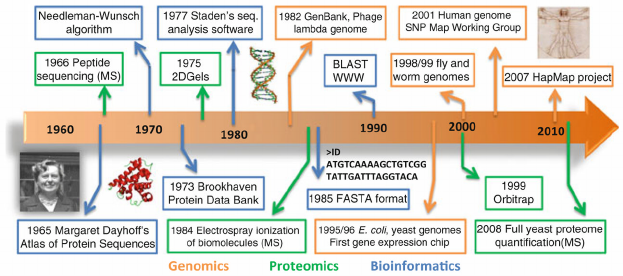 Needleman-Wunsch
algorithm
1977 Staden's seq.
analysis software
1982 GenBank, Phage
lambda genome
2001 Human genome
SNP Map Working Group
1966 Peptide
sequencing (MS)
1975
2DGels
BLAST
WWW
1998/99 fly and
worm genomes
2007 HapMap project
1960
1970
1980
1990
2000
2010
>ID
ATGTCAAAAGCTGTCGG
TATTGATTTAGGTACA
1973 Brookhaven
Protein Data Bank
1985 FASTA format
1999
Orbitrap
1965 Margaret Dayhoff's
Atlas of Protein Sequences
1984 Electrospray ionization
of biomolecules (MS)
1995/96 E. coli, yeast genomes
First gene expression chip
2008 Full yeast proteome
quantification(MS)
Genomics
Proteomics
Bioinformatics